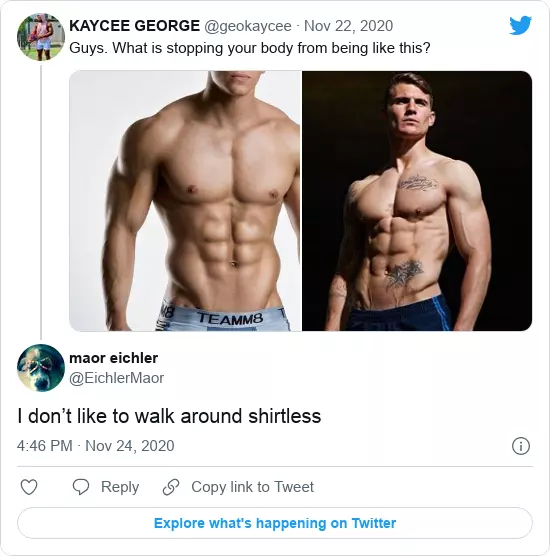 KAYCEE GEORGE @geokaycee · Nov 22, 2020
Guys. What is stopping your body from being like this?
M8 TEAMM8
maor eichler
@EichlerMaor
I don’t like to walk around shirtless
4:46 PM · Nov 24, 2020
Reply Copy link to Tweet
Explore what's happening on Twitter